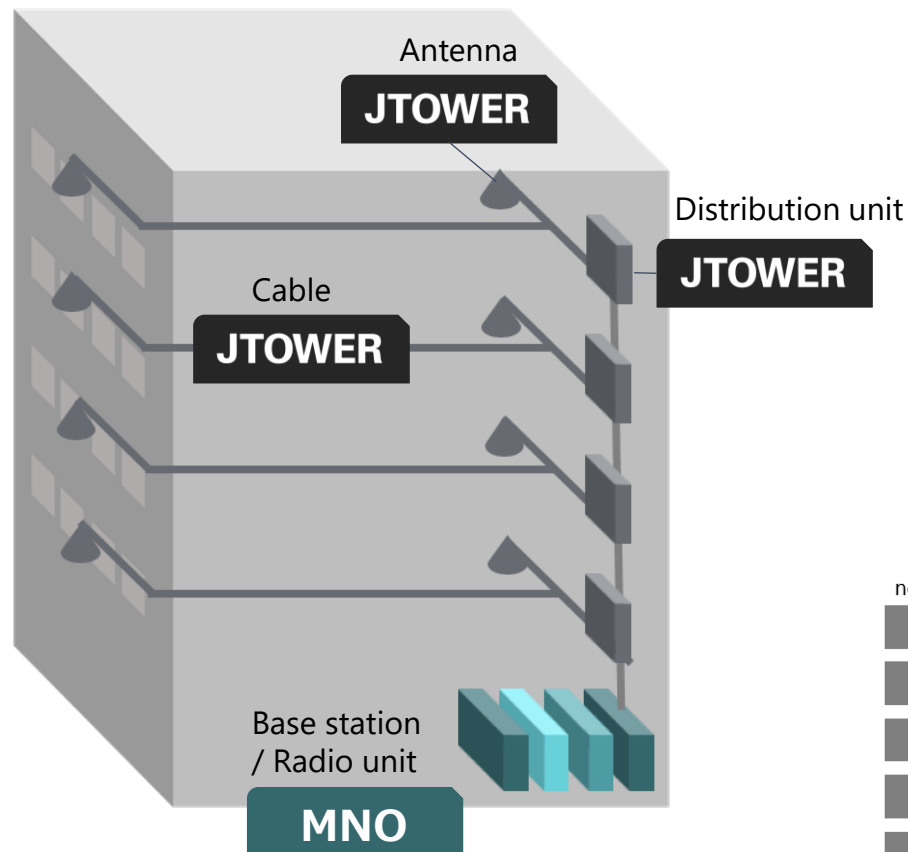 Antenna
JTOWER
Distribution unit
JTOWER
Cable
JTOWER
Base station
/ Radio unit
MNO